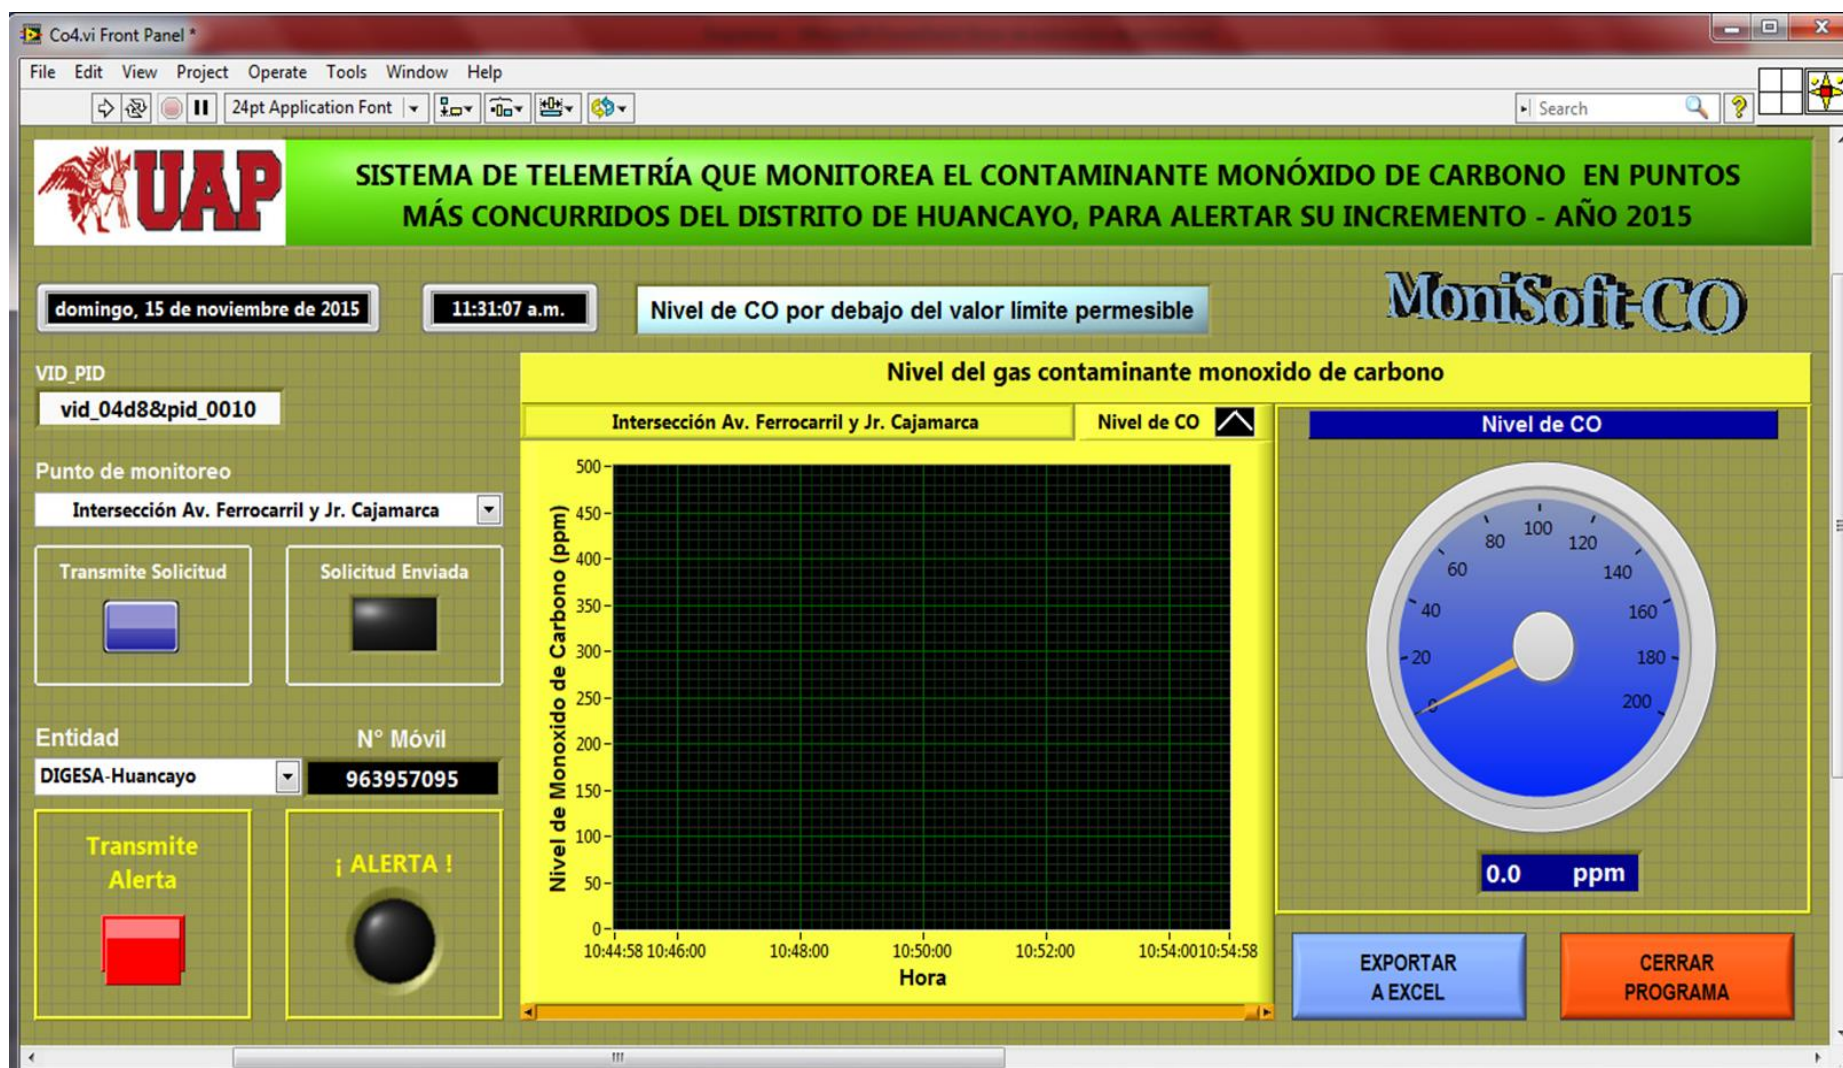 Co4.vi Front Panel *
File Edit View Project Operate Tools Window Help
24pt Application Font
Search
UAP
SISTEMA DE TELEMETRÍA QUE MONITOREA EL CONTAMINANTE MONÓXIDO DE CARBONO EN PUNTOS
MÁS CONCURRIDOS DEL DISTRITO DE HUANCAYO, PARA ALERTAR SU INCREMENTO - AÑO 2015
domingo, 15 de noviembre de 2015
11:31:07 a.m.
Nivel de CO por debajo del valor límite permesible
MoniSoft-CO
VID_PID
vid_04d8&pid_0010
Punto de monitoreo
Intersección Av. Ferrocarril y Jr. Cajamarca
Transmite Solicitud
Solicitud Enviada
Entidad
N° Móvil
DIGESA-Huancayo
963957095
Transmite
Alerta
¡ ALERTA !
Nivel del gas contaminante monoxido de carbono
Intersección Av. Ferrocarril y Jr. Cajamarca
Nivel de CO
Nivel de Monoxido de Carbono (ppm)
500
450
400
350
300
250
200
150
100
50
0
10:44:58 10:46:00 10:48:00 10:50:00 10:52:00 10:54:00 10:54:58
Hora
Nivel de CO
0
20
40
60
80
100
120
140
160
180
200
0.0 ppm
EXPORTAR
A EXCEL
CERRAR
PROGRAMA